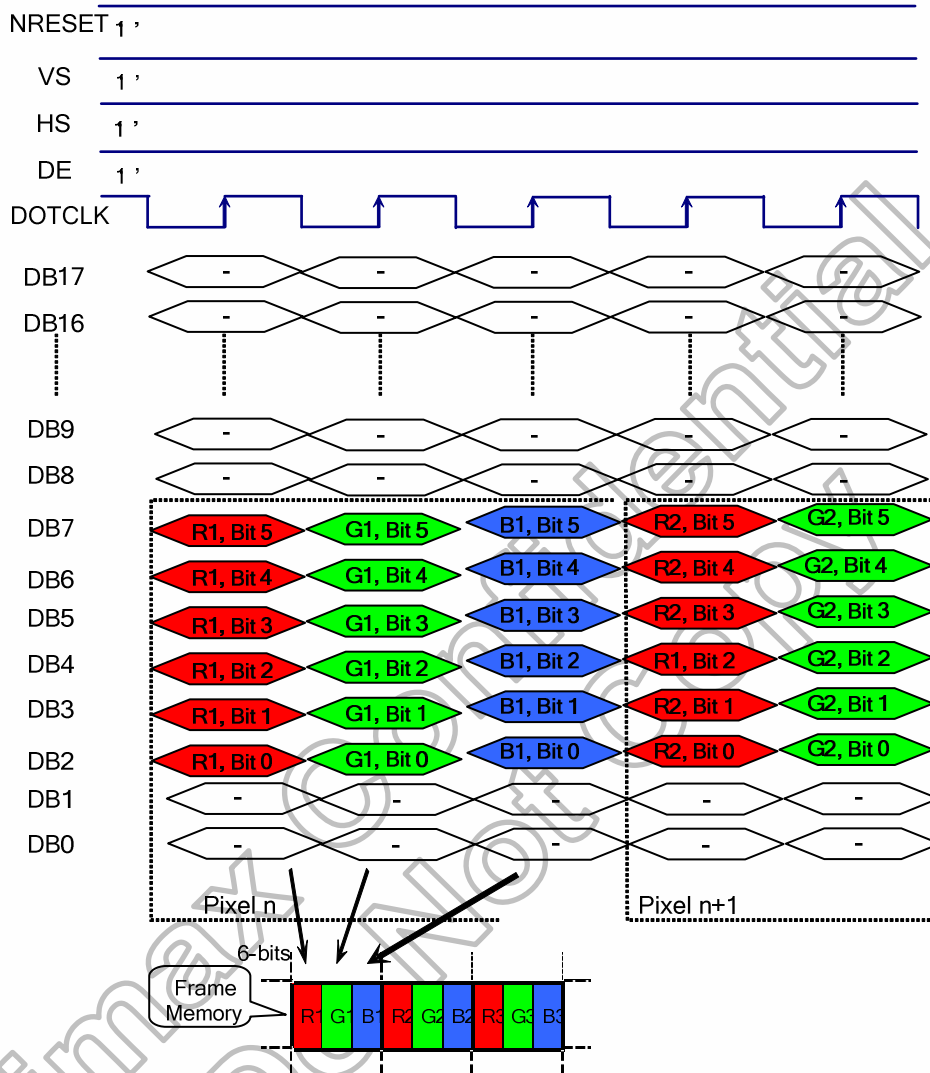 NRESET 1 ’
VS 1 ’
HS 1 ’
DE 1 ’
DOTCLK
DB17 - - - - -
DB16 - - - - -
DB9 - - - - -
DB8 - - - - -
DB7 R1, Bit 5 G1, Bit 5 B1, Bit 5 R2, Bit 5 G2, Bit 5
DB6 R1, Bit 4 G1, Bit 4 B1, Bit 4 R2, Bit 4 G2, Bit 4
DB5 R1, Bit 3 G1, Bit 3 B1, Bit 3 R2, Bit 3 G2, Bit 3
DB4 R1, Bit 2 G1, Bit 2 B1, Bit 2 R1, Bit 2 G2, Bit 2
DB3 R1, Bit 1 G1, Bit 1 B1, Bit 1 R2, Bit 1 G2, Bit 1
DB2 R1, Bit 0 G1, Bit 0 B1, Bit 0 R2, Bit 0 G2, Bit 0
DB1 - - - - -
DB0 - - - - -
Pixel n Pixel n+1
6-bits
Frame
Memory
R1 G1 B1 R2 G2 B2 R3 G3 B3
imax Confidential
Do Not Copy